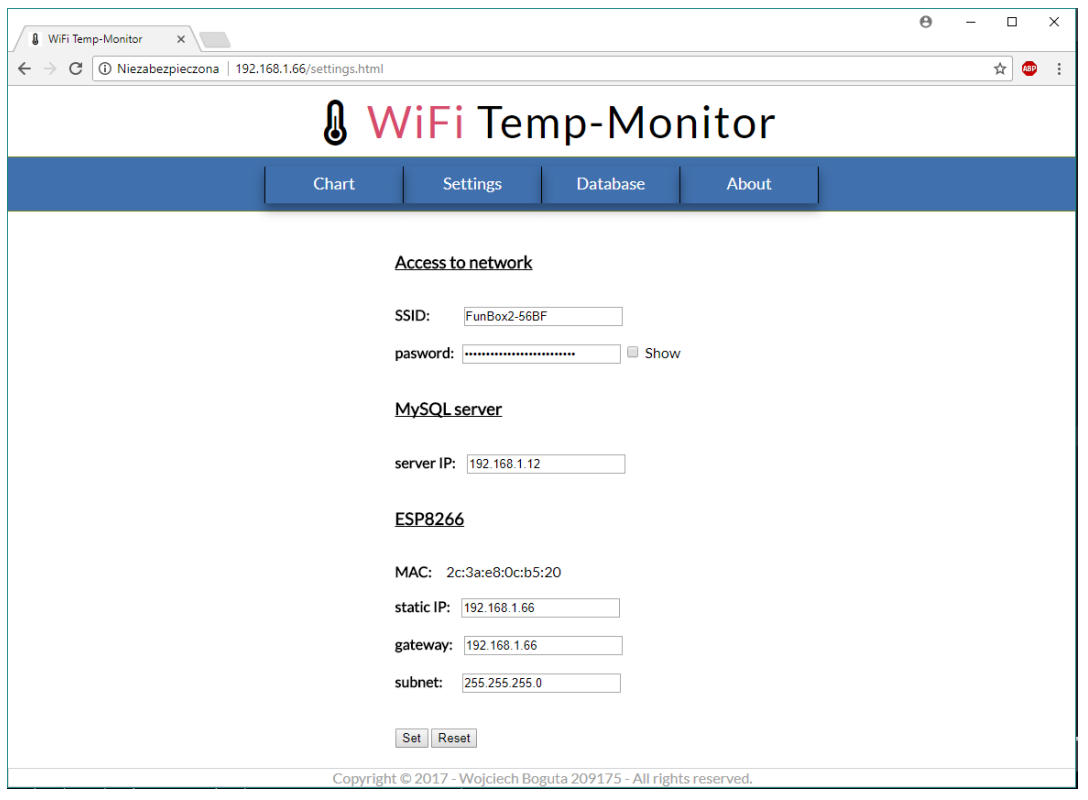 WiFi Temp-Monitor
Niezabezpieczona | 192.168.1.66/settings.html
ABP
WiFi Temp-Monitor
Chart Settings Database About
Access to network
SSID: FunBox2-56BF
pasword: •••••••••••••••••••••••••• Show
MySQL server
server IP: 192.168.1.12
ESP8266
MAC: 2c:3a:e8:0c:b5:20
static IP: 192.168.1.66
gateway: 192.168.1.66
subnet: 255.255.255.0
Set Reset
Copyright © 2017 - Wojciech Boguta 209175 - All rights reserved.